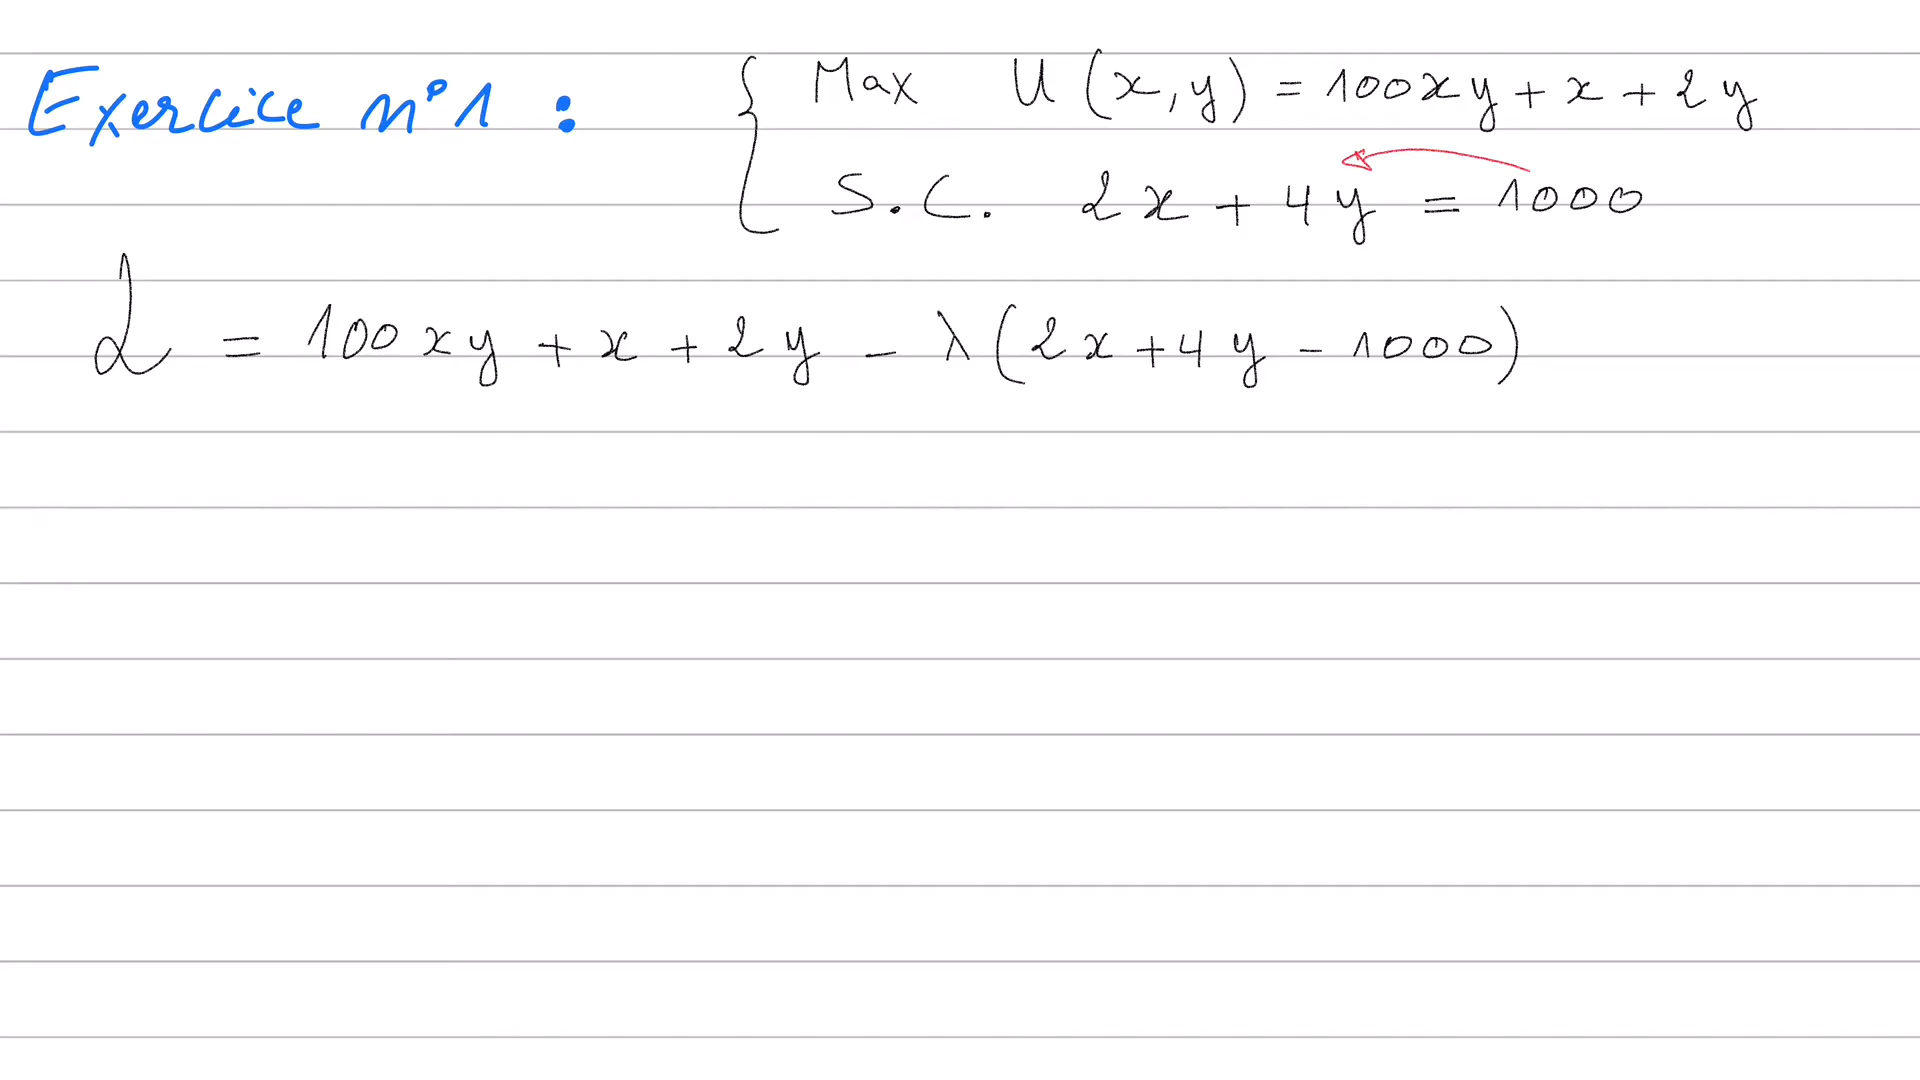 Exercice n°1 : { Max U(x,y) = 100xy + x + 2y
S.C. 2x + 4y = 1000
L = 100xy + x + 2y - λ(2x + 4y - 1000)